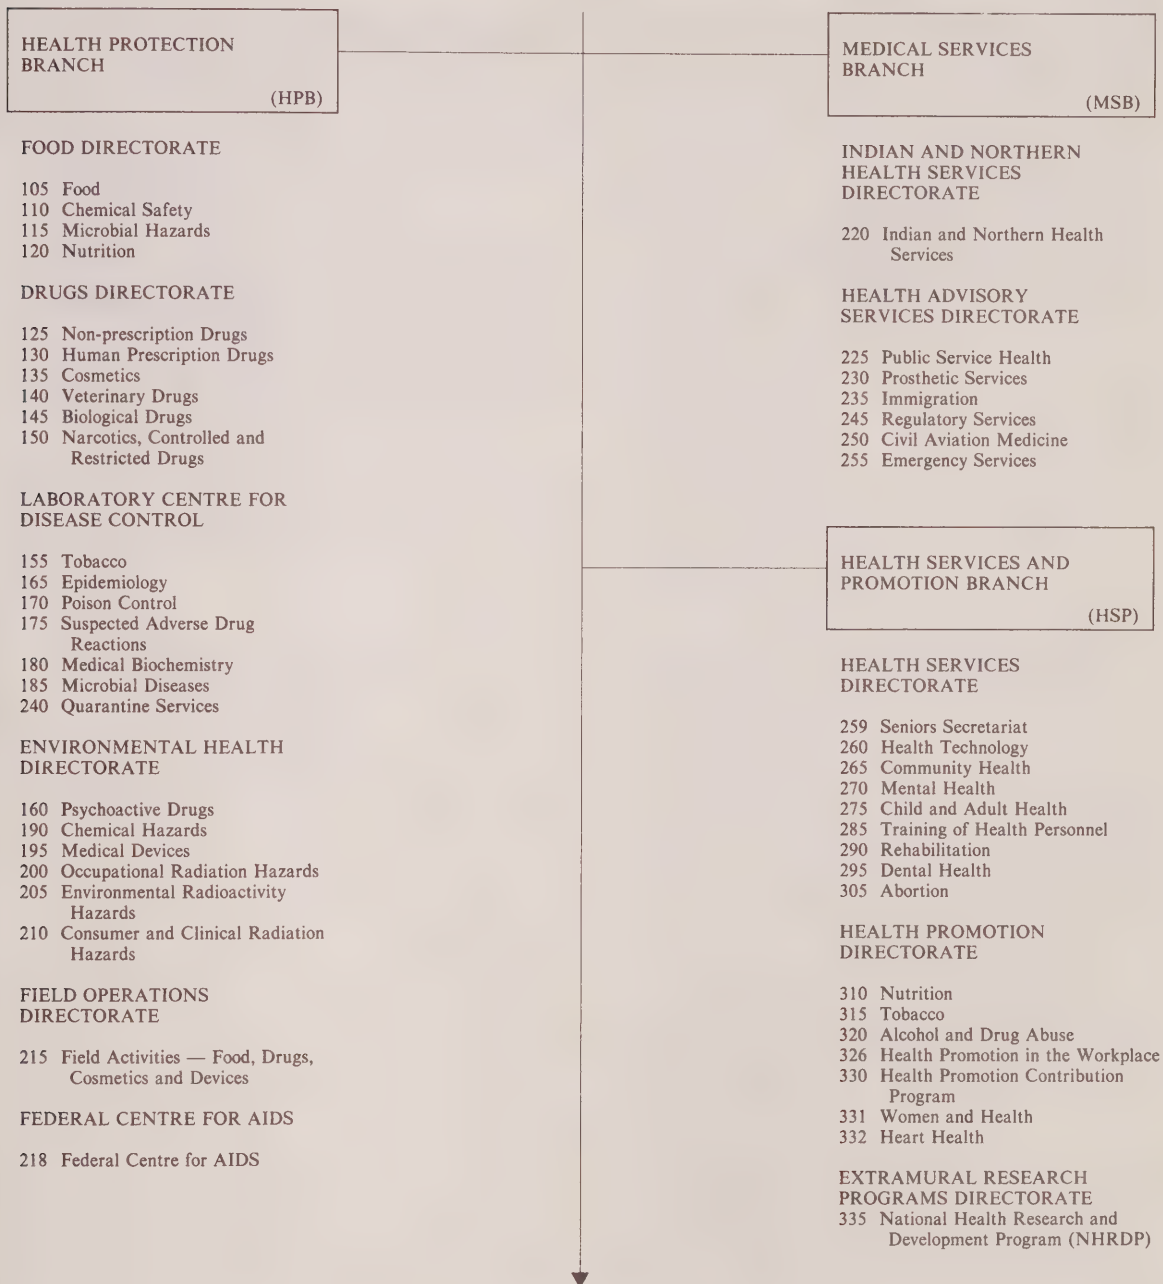 HEALTH PROTECTION
BRANCH
(HPB)
FOOD DIRECTORATE
105 Food
110 Chemical Safety
115 Microbial Hazards
120 Nutrition
DRUGS DIRECTORATE
125 Non-prescription Drugs
130 Human Prescription Drugs
135 Cosmetics
140 Veterinary Drugs
145 Biological Drugs
150 Narcotics, Controlled and
Restricted Drugs
LABORATORY CENTRE FOR
DISEASE CONTROL
155 Tobacco
165 Epidemiology
170 Poison Control
175 Suspected Adverse Drug
Reactions
180 Medical Biochemistry
185 Microbial Diseases
240 Quarantine Services
ENVIRONMENTAL HEALTH
DIRECTORATE
160 Psychoactive Drugs
190 Chemical Hazards
195 Medical Devices
200 Occupational Radiation Hazards
205 Environmental Radioactivity
Hazards
210 Consumer and Clinical Radiation
Hazards
FIELD OPERATIONS
DIRECTORATE
215 Field Activities — Food, Drugs,
Cosmetics and Devices
FEDERAL CENTRE FOR AIDS
218 Federal Centre for AIDS
MEDICAL SERVICES
BRANCH
(MSB)
INDIAN AND NORTHERN
HEALTH SERVICES
DIRECTORATE
220 Indian and Northern Health
Services
HEALTH ADVISORY
SERVICES DIRECTORATE
225 Public Service Health
230 Prosthetic Services
235 Immigration
245 Regulatory Services
250 Civil Aviation Medicine
255 Emergency Services
HEALTH SERVICES AND
PROMOTION BRANCH
(HSP)
HEALTH SERVICES
DIRECTORATE
259 Seniors Secretariat
260 Health Technology
265 Community Health
270 Mental Health
275 Child and Adult Health
285 Training of Health Personnel
290 Rehabilitation
295 Dental Health
305 Abortion
HEALTH PROMOTION
DIRECTORATE
310 Nutrition
315 Tobacco
320 Alcohol and Drug Abuse
326 Health Promotion in the Workplace
330 Health Promotion Contribution
Program
331 Women and Health
332 Heart Health
EXTRAMURAL RESEARCH
PROGRAMS DIRECTORATE
335 National Health Research and
Development Program (NHRDP)